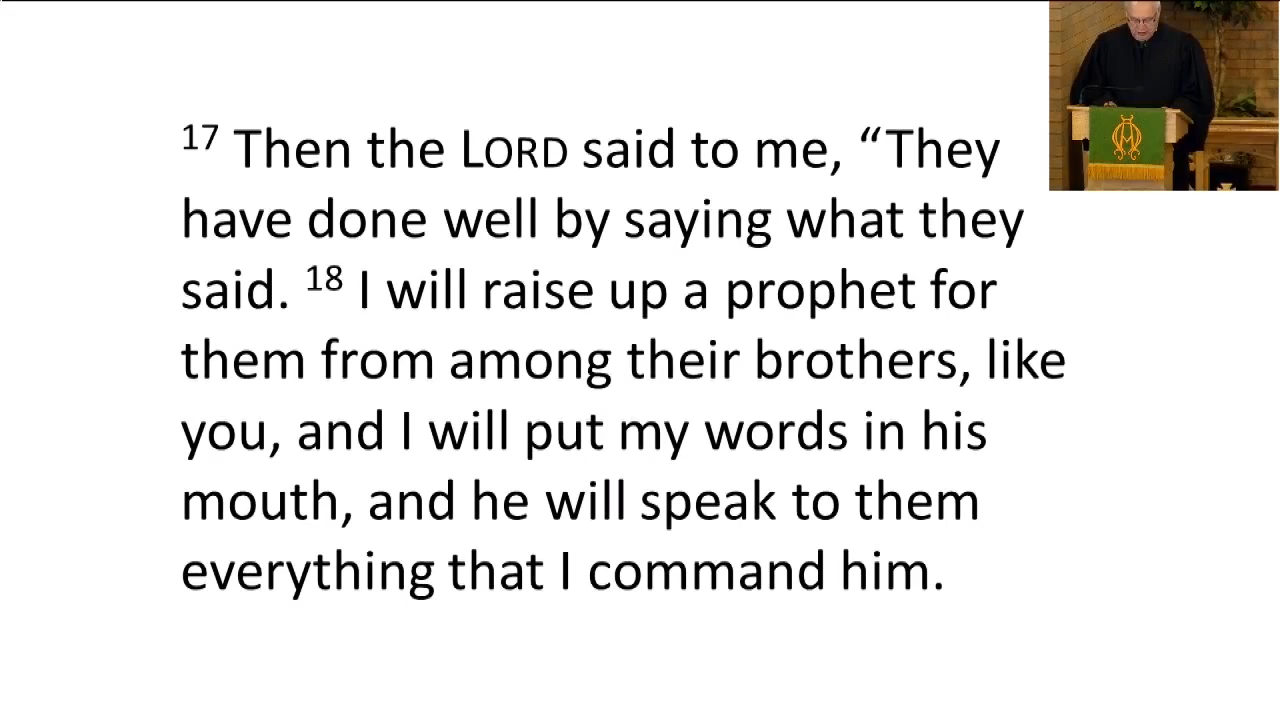 17 Then the LORD said to me, “They
have done well by saying what they
said. 18 I will raise up a prophet for
them from among their brothers, like
you, and I will put my words in his
mouth, and he will speak to them
everything that I command him.